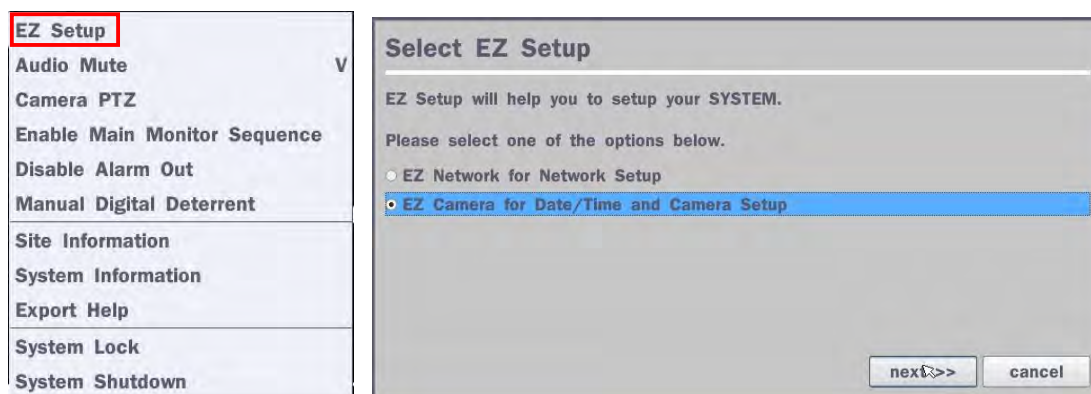 EZ Setup
Audio Mute V
Camera PTZ
Enable Main Monitor Sequence
Disable Alarm Out
Manual Digital Deterrent
Site Information
System Information
Export Help
System Lock
System Shutdown
Select EZ Setup
EZ Setup will help you to setup your SYSTEM.
Please select one of the options below.
EZ Network for Network Setup
EZ Camera for Date/Time and Camera Setup
next>> cancel